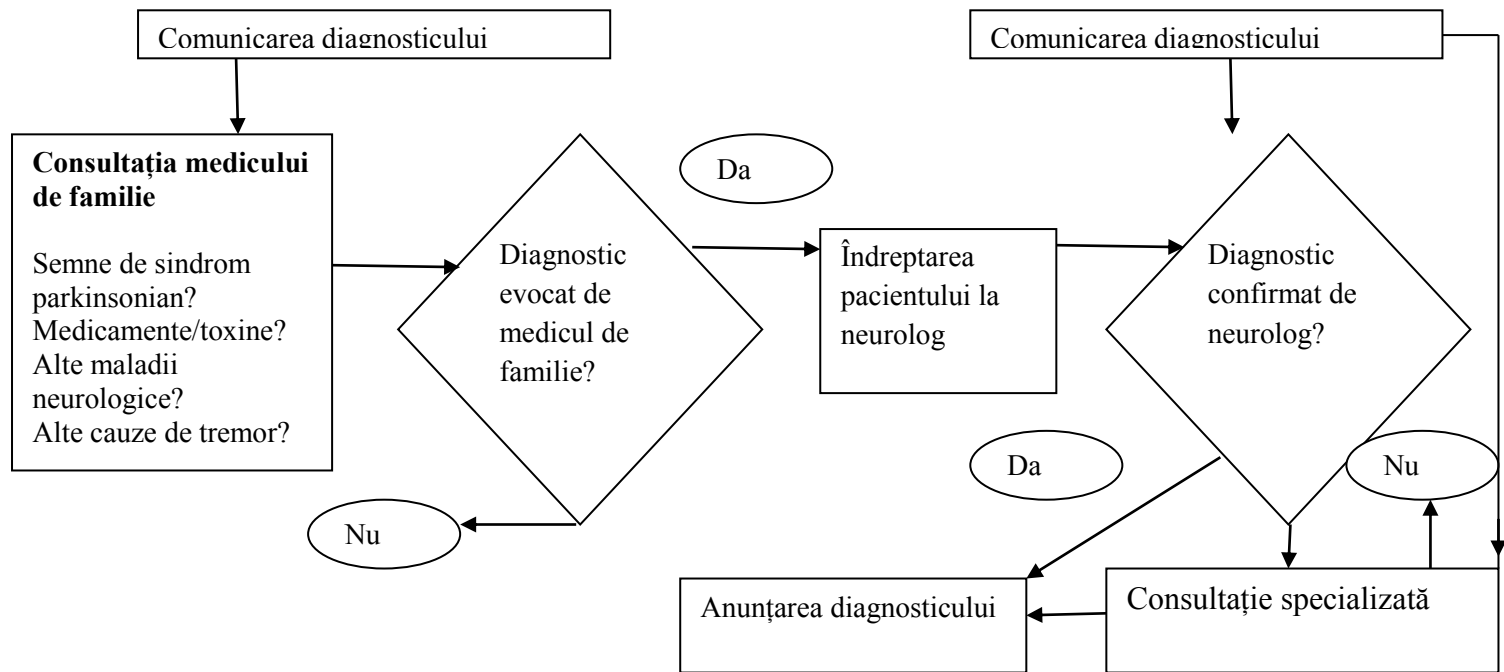 Comunicarea diagnosticului
Comunicarea diagnosticului
Consultația medicului
de familie
Semne de sindrom
parkinsonian?
Medicamente/toxine?
Alte maladii
neurologice?
Alte cauze de tremor?
Diagnostic
evocat de
medicul de
familie?
Da
Nu
Îndreptarea
pacientului la
neurolog
Diagnostic
confirmat de
neurolog?
Da
Nu
Anunțarea diagnosticului
Consultație specializată